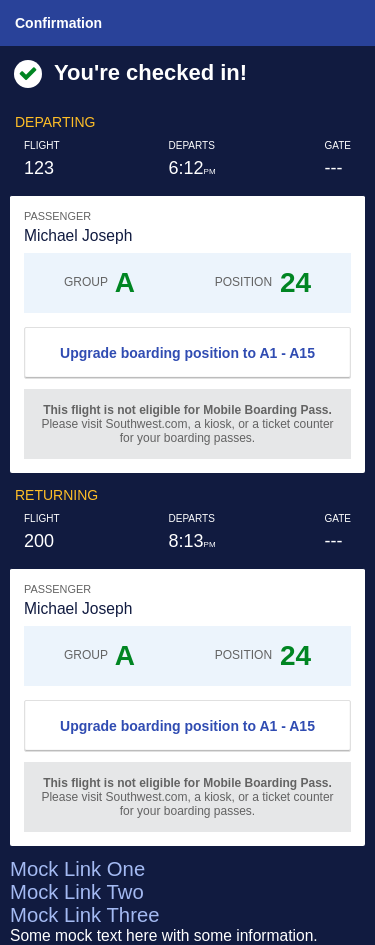 Confirmation
You're checked in!
DEPARTING
FLIGHT DEPARTS GATE
123 6:12PM ---
PASSENGER
Michael Joseph
GROUP A POSITION 24
Upgrade boarding position to A1 - A15
This flight is not eligible for Mobile Boarding Pass.
Please visit Southwest.com, a kiosk, or a ticket counter
for your boarding passes.
RETURNING
FLIGHT DEPARTS GATE
200 8:13PM ---
PASSENGER
Michael Joseph
GROUP A POSITION 24
Upgrade boarding position to A1 - A15
This flight is not eligible for Mobile Boarding Pass.
Please visit Southwest.com, a kiosk, or a ticket counter
for your boarding passes.
Mock Link One
Mock Link Two
Mock Link Three
Some mock text here with some information.